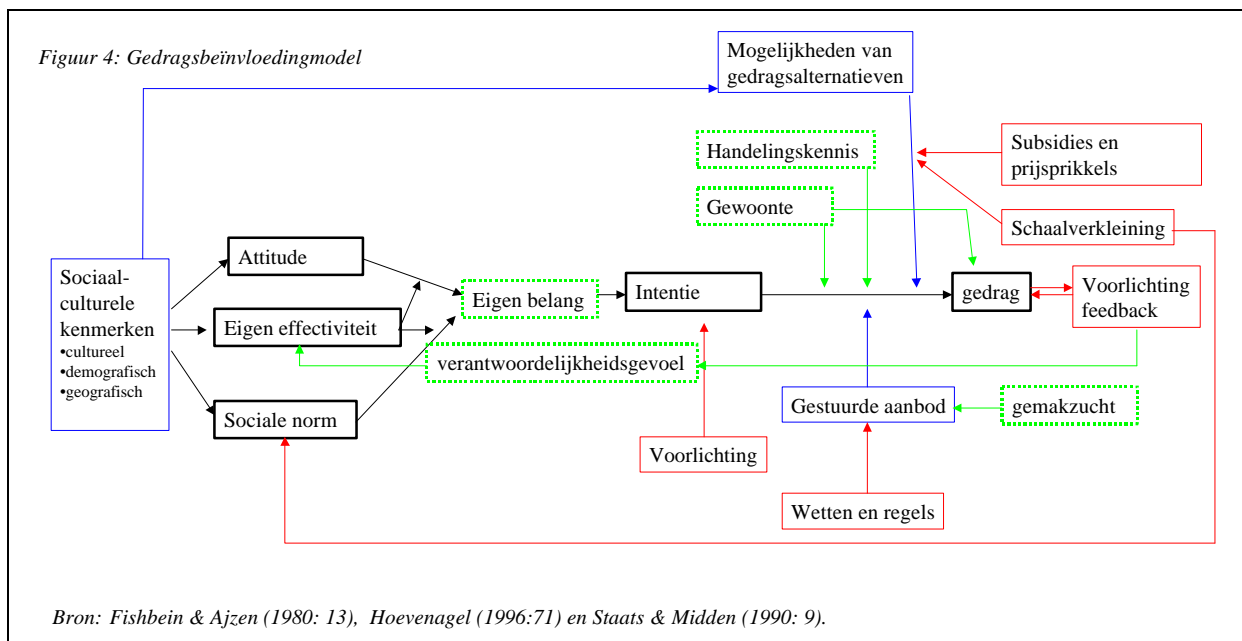 Figuur 4: Gedragsbeïnvloedingmodel
Mogelijkheden van
gedragsalternatieven
Handelingskennis
Subsidies en
prijsprikkels
Gewoonte
Schaalverkleining
Attitude
Sociaal-
culturele
kenmerken
•cultureel
•demografisch
•geografisch
Eigen effectiviteit
Eigen belang
Intentie
gedrag
Voorlichting
feedback
verantwoordelijkheidsgevoel
Sociale norm
Gestuurde aanbod
gemakzucht
Voorlichting
Wetten en regels
Bron: Fishbein & Ajzen (1980: 13), Hoevenagel (1996:71) en Staats & Midden (1990: 9).